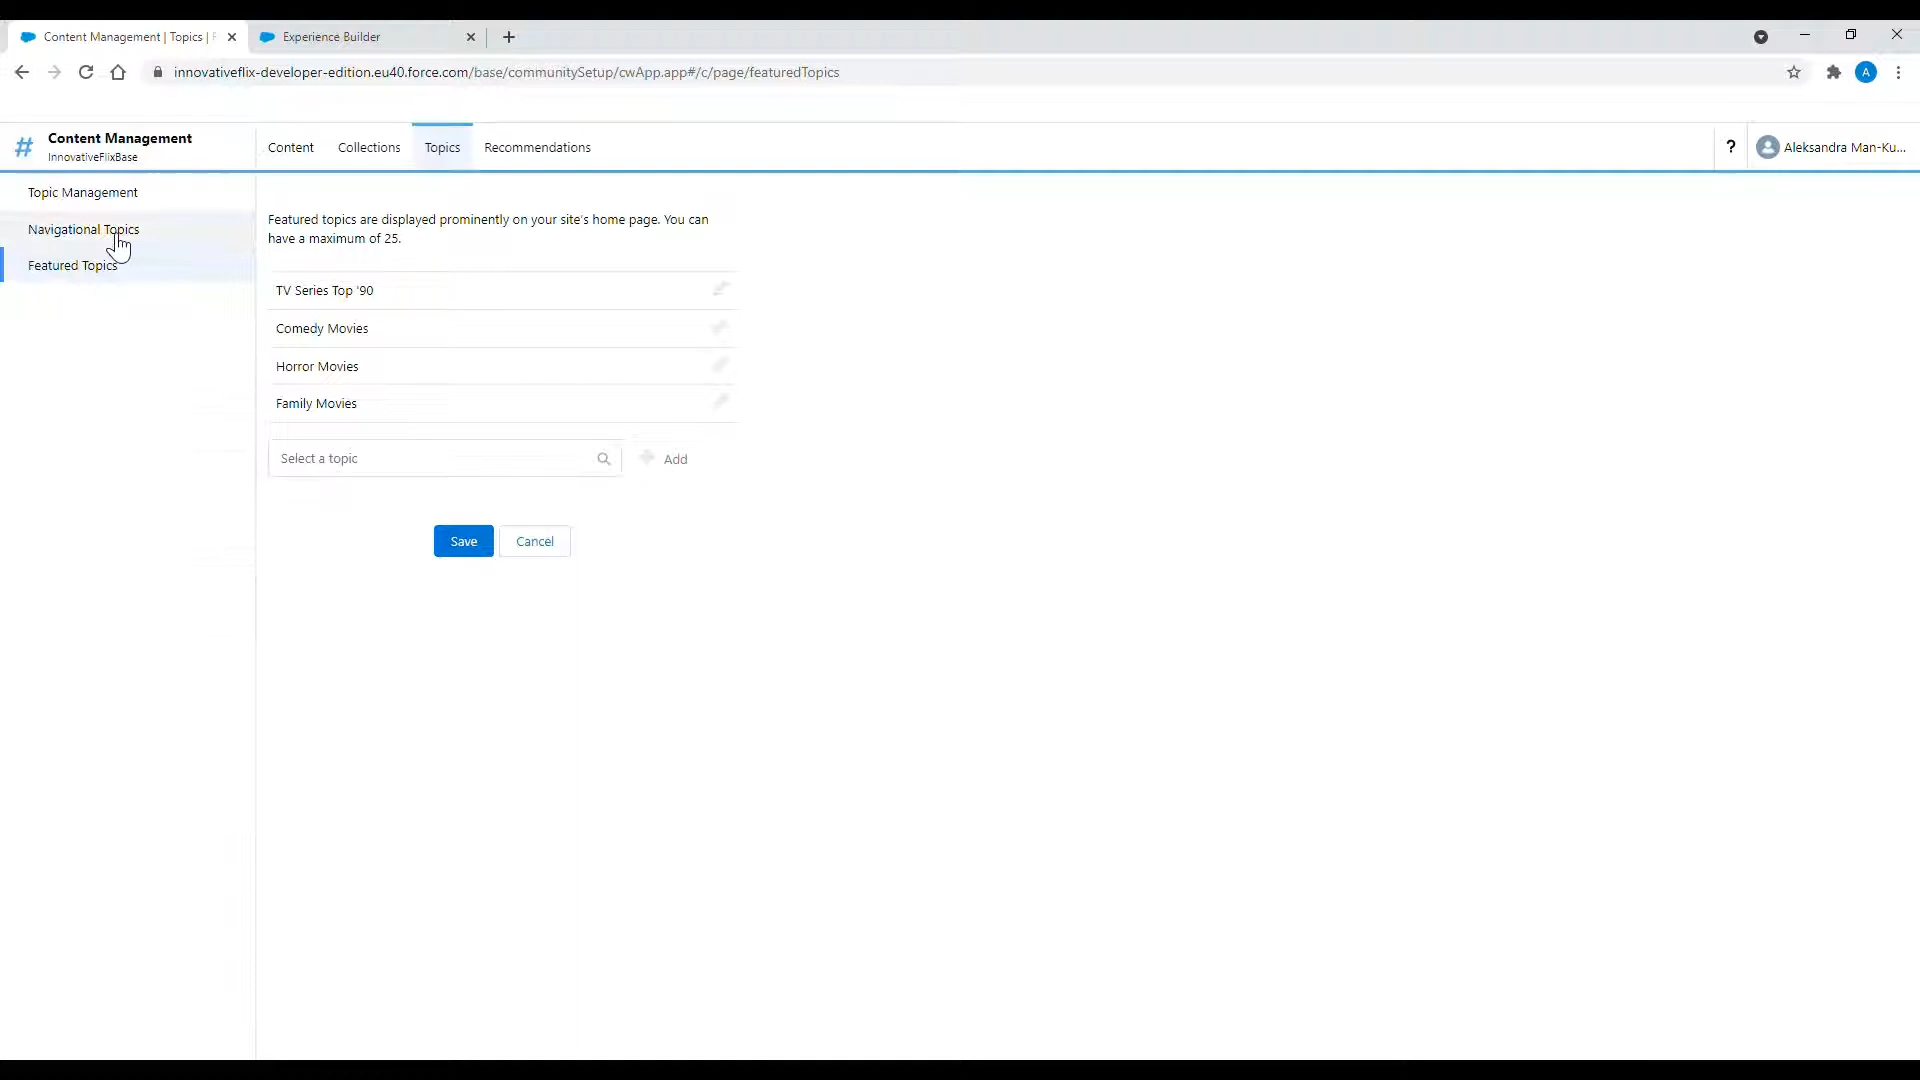 Content Management | Topics |
Experience Builder
innovativeflix-developer-edition.eu40.force.com/base/communitySetup/cwApp.app#/c/page/featuredTopics
A
#
Content Management
InnovativeFlixBase
Content
Collections
Topics
Recommendations
?
Aleksandra Man-Ku...
Topic Management
Navigational Topics
Featured Topics
Featured topics are displayed prominently on your site's home page. You can
have a maximum of 25.
TV Series Top '90
Comedy Movies
Horror Movies
Family Movies
Select a topic
Add
Save
Cancel